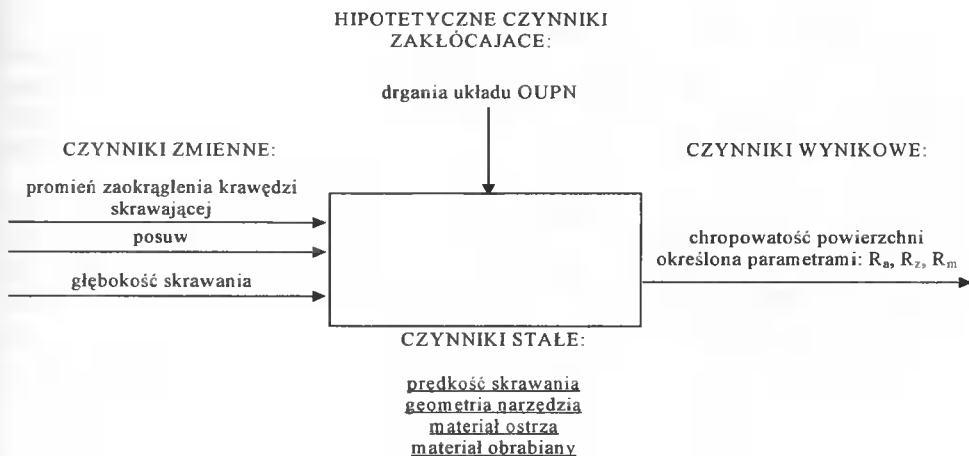 HIPOTETYCZNE CZYNNIKI
ZAKŁÓCAJACE:
drgania układu OUPN
CZYNNIKI ZMIENNE:
promień zaokrąglenia krawędzi
skrawającej
posuw
głębokość skrawania
CZYNNIKI WYNIKOWE:
chropowatość powierzchni
określona parametrami: Ra, Rz, Rm
CZYNNIKI STAŁE:
prędkość skrawania
geometria narzędzia
materiał ostrza
materiał obrabiany